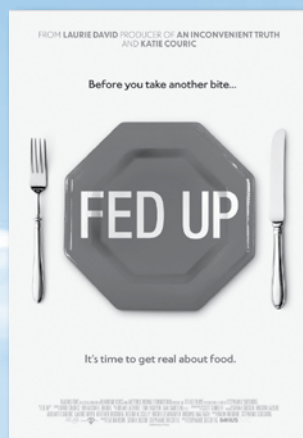 FROM LAURIE DAVID PRODUCER OF AN INCONVENIENT TRUTH
AND KATIE COURIC
Before you take another bite...
FED UP
It's time to get real about food.